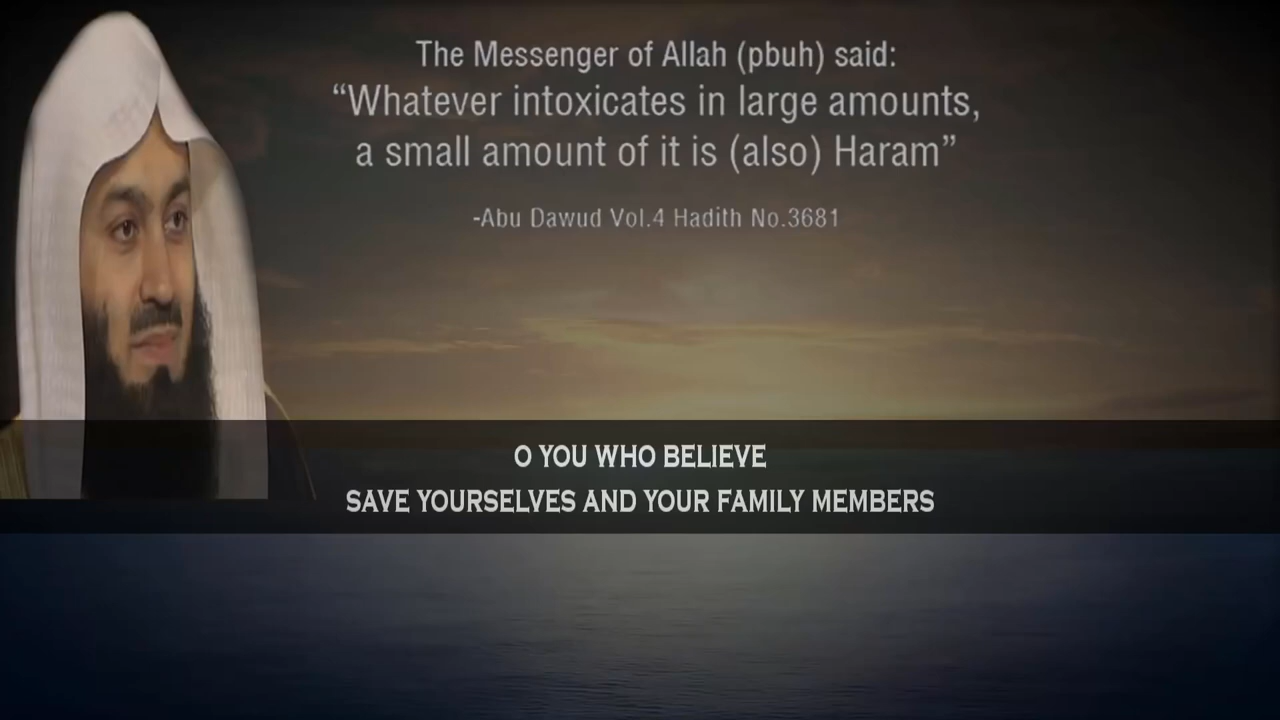 The Messenger of Allah (pbuh) said:
“Whatever intoxicates in large amounts,
a small amount of it is (also) Haram”
-Abu Dawud Vol.4 Hadith No.3681
O YOU WHO BELIEVE
SAVE YOURSELVES AND YOUR FAMILY MEMBERS